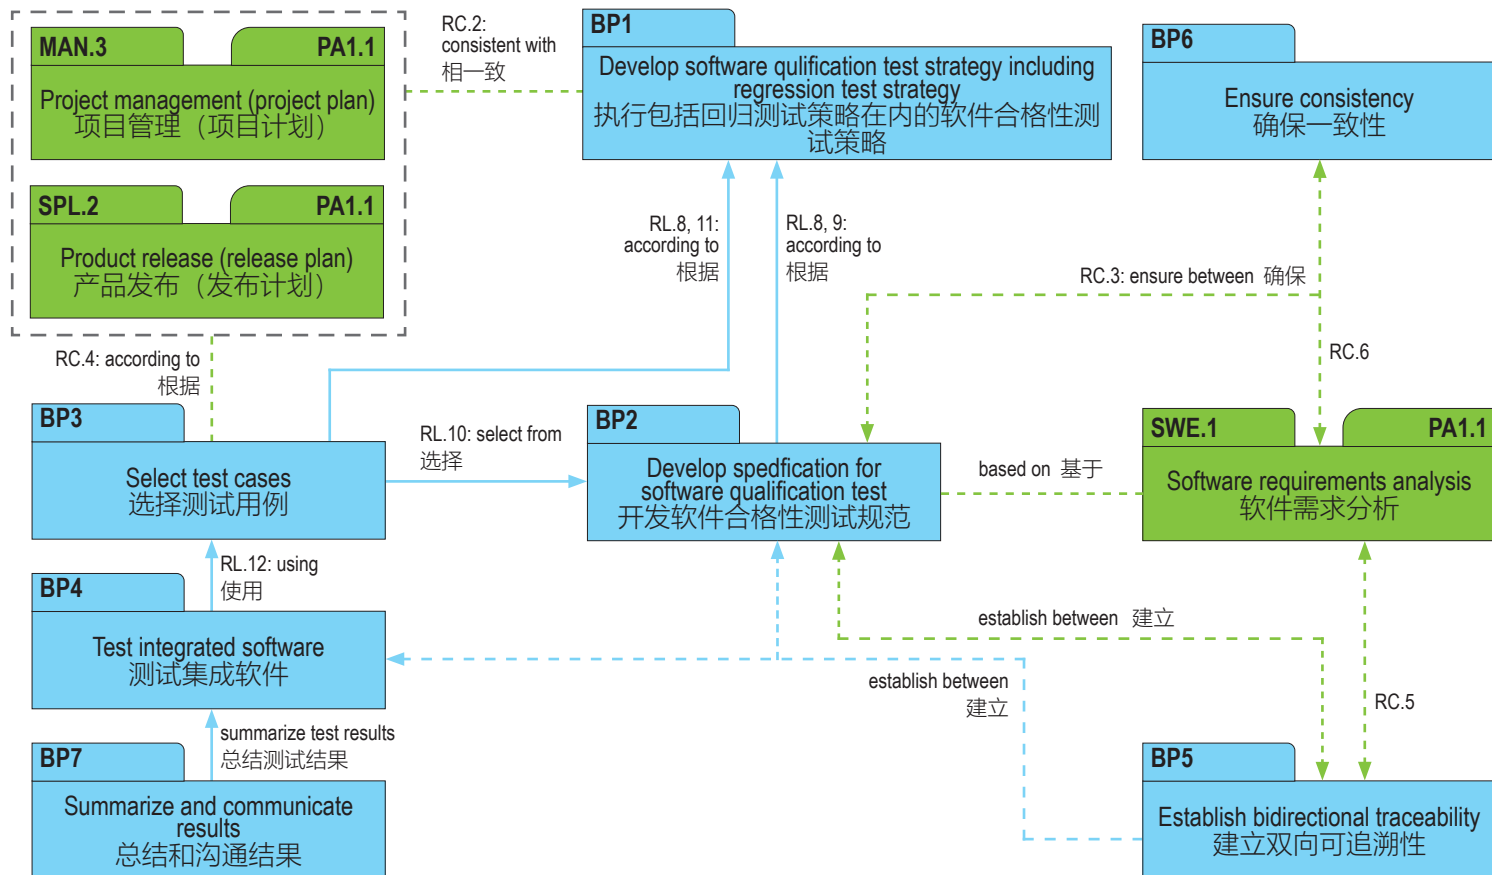 MAN.3
PA1.1
Project management (project plan)
项目管理（项目计划）
SPL.2
PA1.1
Product release (release plan)
产品发布（发布计划）
RC.2:
consistent with
相一致
BP1
Develop software qulification test strategy including
regression test strategy
执行包括回归测试策略在内的软件合格性测
试策略
BP6
Ensure consistency
确保一致性
RL.8, 11:
according to
根据
RL.8, 9:
according to
根据
RC.3: ensure between 确保
RC.6
RC.4: according to
根据
BP3
Select test cases
选择测试用例
RL.10: select from
选择
BP2
Develop spedfication for
software qualification test
开发软件合格性测试规范
based on 基于
SWE.1
PA1.1
Software requirements analysis
软件需求分析
RL.12: using
使用
BP4
Test integrated software
测试集成软件
establish between 建立
establish between
建立
RC.5
summarize test results
总结测试结果
BP7
Summarize and communicate
results
总结和沟通结果
BP5
Establish bidirectional traceability
建立双向可追溯性